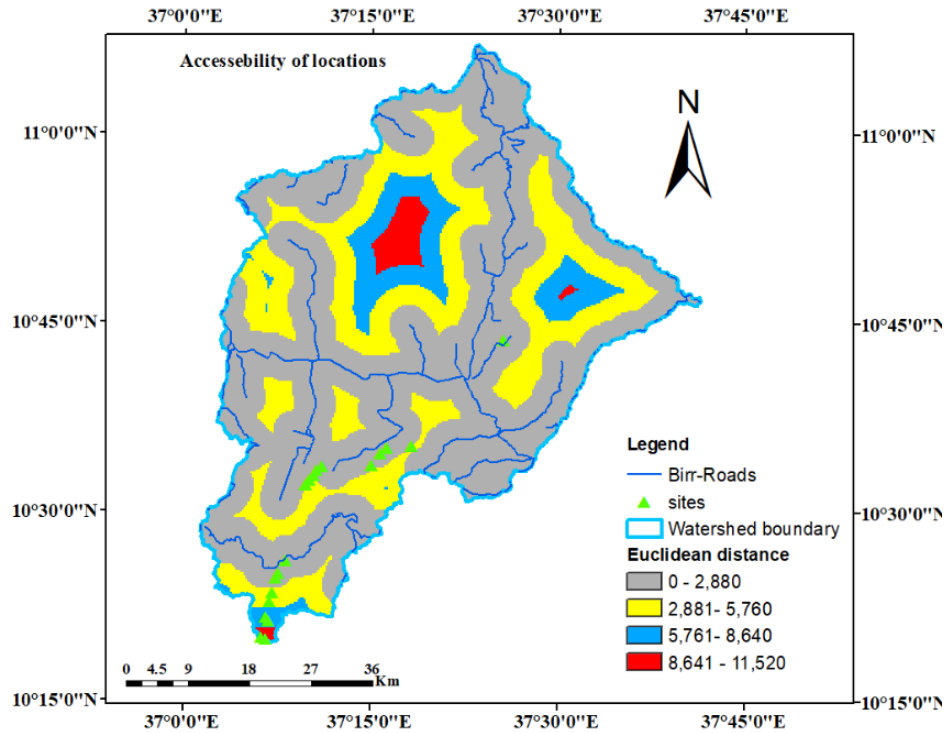 37°0'0"E 37°15'0"E 37°30'0"E 37°45'0"E
Accessebility of locations
N
11°0'0"N 11°0'0"N
10°45'0"N 10°45'0"N
10°30'0"N 10°30'0"N
10°15'0"N 10°15'0"N
Legend
Birr-Roads
sites
Watershed boundary
Euclidean distance
0 - 2,880
2,881- 5,760
5,761- 8,640
8,641 - 11,520
0 4.5 9 18 27 36
Km
37°0'0"E 37°15'0"E 37°30'0"E 37°45'0"E